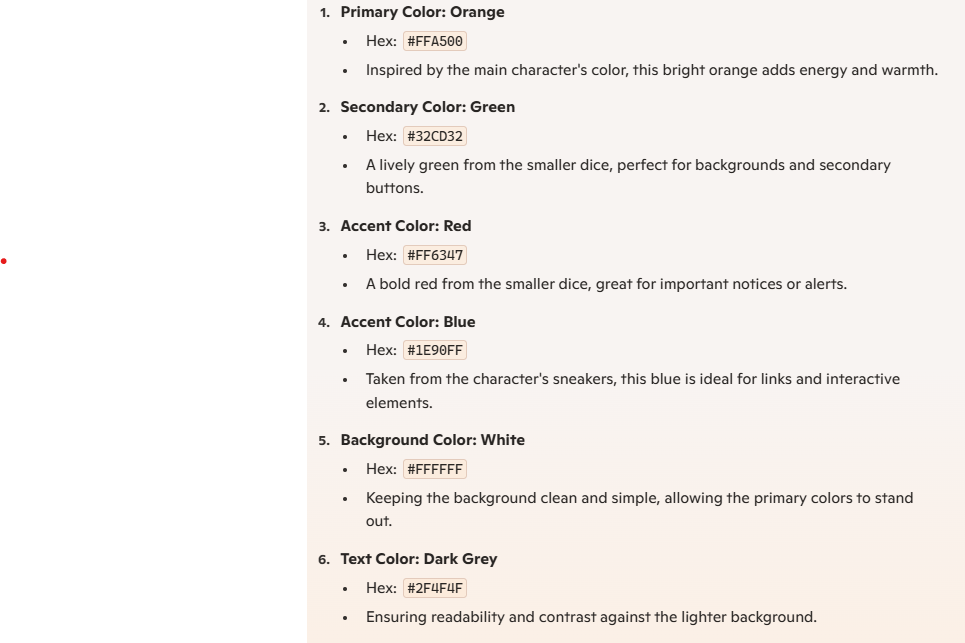 1. Primary Color: Orange
• Hex: #FFA500
• Inspired by the main character's color, this bright orange adds energy and warmth.
2. Secondary Color: Green
• Hex: #32CD32
• A lively green from the smaller dice, perfect for backgrounds and secondary
buttons.
3. Accent Color: Red
• Hex: #FF6347
• A bold red from the smaller dice, great for important notices or alerts.
4. Accent Color: Blue
• Hex: #1E90FF
• Taken from the character's sneakers, this blue is ideal for links and interactive
elements.
5. Background Color: White
• Hex: #FFFFFF
• Keeping the background clean and simple, allowing the primary colors to stand
out.
6. Text Color: Dark Grey
• Hex: #2F4F4F
• Ensuring readability and contrast against the lighter background.